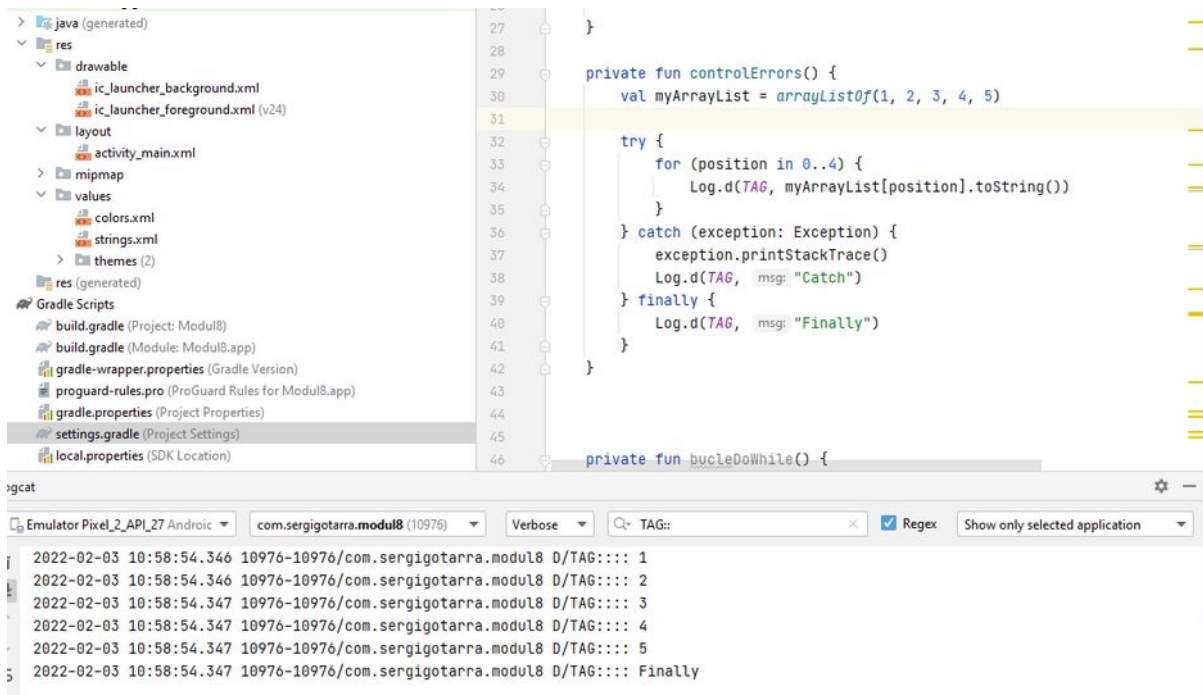 java (generated)
res
drawable
ic_launcher_background.xml
ic_launcher_foreground.xml (v24)
layout
activity_main.xml
mipmap
values
colors.xml
strings.xml
themes (2)
res (generated)
Gradle Scripts
build.gradle (Project: Modul8)
build.gradle (Module: Modul8.app)
gradle-wrapper.properties (Gradle Version)
proguard-rules.pro (ProGuard Rules for Modul8.app)
gradle.properties (Project Properties)
settings.gradle (Project Settings)
local.properties (SDK Location)
27 }
28
29 private fun controlErrors() {
30 val myArrayList = arrayListOf(1, 2, 3, 4, 5)
31
32 try {
33 for (position in 0..4) {
34 Log.d(TAG, myArrayList[position].toString())
35 }
36 } catch (exception: Exception) {
37 exception.printStackTrace()
38 Log.d(TAG, msg: "Catch")
39 } finally {
40 Log.d(TAG, msg: "Finally")
41 }
42 }
43
44
45
46 private fun bucleDoWhile() {
ogcat
Emulator Pixel_2_API_27 Androic com.sergigotarra.modul8 (10976) Verbose TAG:: Regex Show only selected application
2022-02-03 10:58:54.346 10976-10976/com.sergigotarra.modul8 D/TAG:::: 1
2022-02-03 10:58:54.346 10976-10976/com.sergigotarra.modul8 D/TAG:::: 2
2022-02-03 10:58:54.347 10976-10976/com.sergigotarra.modul8 D/TAG:::: 3
2022-02-03 10:58:54.347 10976-10976/com.sergigotarra.modul8 D/TAG:::: 4
2022-02-03 10:58:54.347 10976-10976/com.sergigotarra.modul8 D/TAG:::: 5
2022-02-03 10:58:54.347 10976-10976/com.sergigotarra.modul8 D/TAG:::: Finally